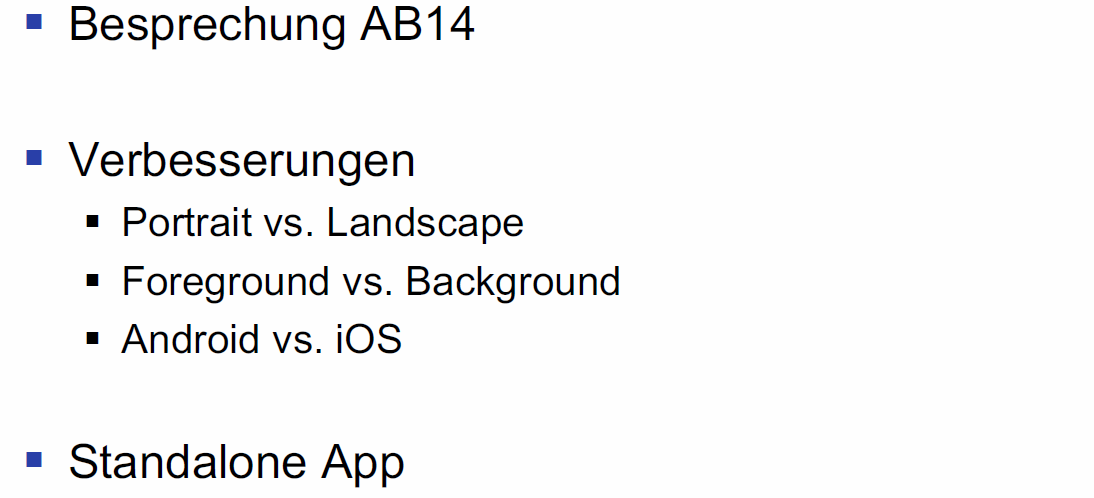 Besprechung AB14
Verbesserungen
Portrait vs. Landscape
Foreground vs. Background
Android vs. iOS
Standalone App